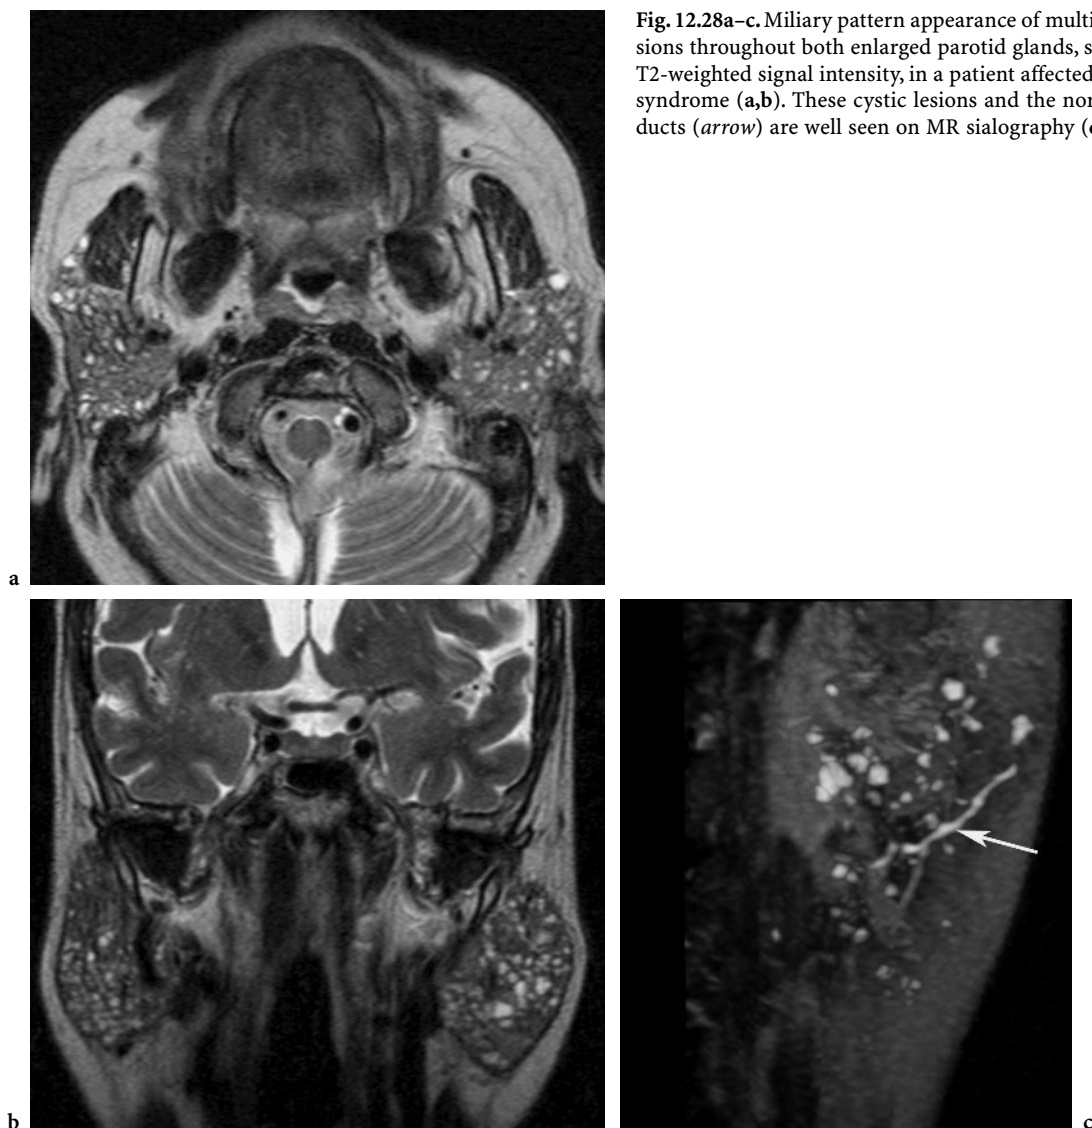 Fig. 12.28a–c. Miliary pattern appearance of multi
sions throughout both enlarged parotid glands, s
T2-weighted signal intensity, in a patient affected
syndrome (a,b). These cystic lesions and the nor
ducts (arrow) are well seen on MR sialography (
a
b